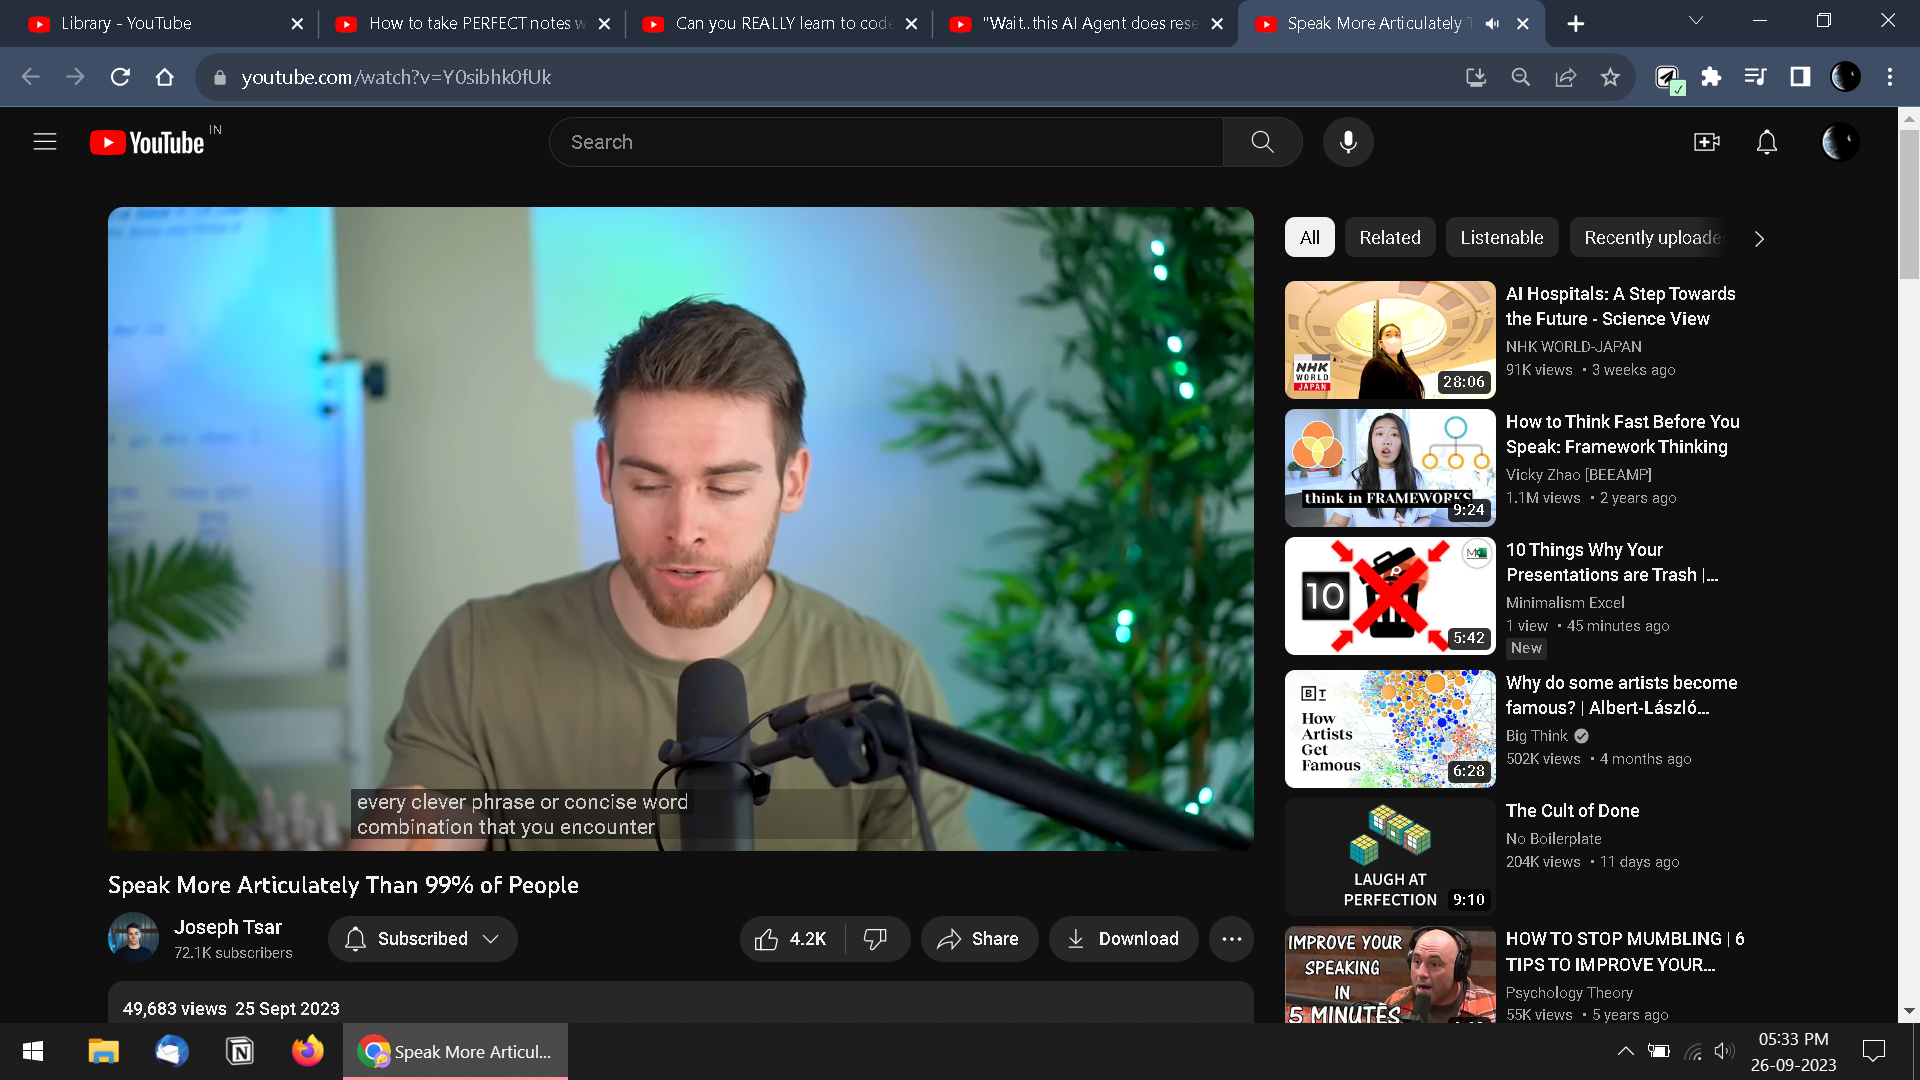 Library - YouTube
How to take PERFECT notes w
Can you REALLY learn to code
"Wait..this AI Agent does rese
Speak More Articulately T
youtube.com/watch?v=Y0sibhk0fUk
YouTube IN
Search
All
Related
Listenable
Recently uploade
AI Hospitals: A Step Towards
the Future - Science View
NHK WORLD-JAPAN
91K views • 3 weeks ago
NHK
WORLD
JAPAN
28:06
How to Think Fast Before You
Speak: Framework Thinking
Vicky Zhao [BEEAMP]
1.1M views • 2 years ago
think in FRAMEWORKS
9:24
10 Things Why Your
Presentations are Trash |...
Minimalism Excel
1 view • 45 minutes ago
New
10
5:42
Why do some artists become
famous? | Albert-László...
Big Think
502K views • 4 months ago
B T
How
Artists
Get
Famous
6:28
The Cult of Done
No Boilerplate
204K views • 11 days ago
LAUGH AT
PERFECTION
9:10
HOW TO STOP MUMBLING | 6
TIPS TO IMPROVE YOUR...
Psychology Theory
55K views • 5 years ago
IMPROVE YOUR
SPEAKING
IN
5 MINUTES
every clever phrase or concise word
combination that you encounter
Speak More Articulately Than 99% of People
Joseph Tsar
72.1K subscribers
Subscribed
4.2K
Share
Download
49,683 views 25 Sept 2023
Speak More Articul...
05:33 PM
26-09-2023